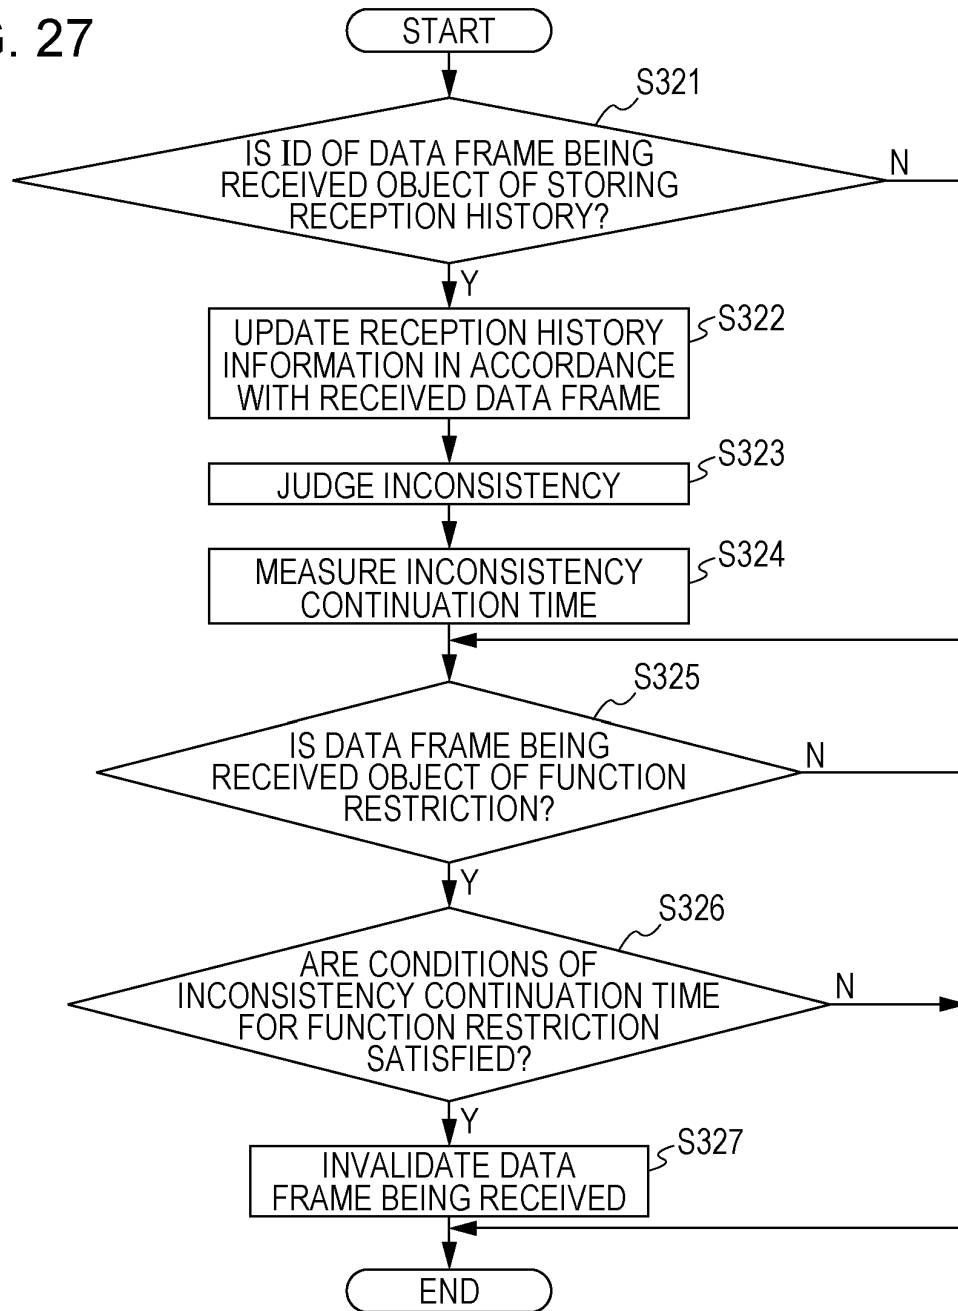 G. 27
START
S321
IS ID OF DATA FRAME BEING
RECEIVED OBJECT OF STORING
RECEPTION HISTORY?
N
Y
S322
UPDATE RECEPTION HISTORY
INFORMATION IN ACCORDANCE
WITH RECEIVED DATA FRAME
S323
JUDGE INCONSISTENCY
S324
MEASURE INCONSISTENCY
CONTINUATION TIME
S325
IS DATA FRAME BEING
RECEIVED OBJECT OF FUNCTION
RESTRICTION?
N
Y
S326
ARE CONDITIONS OF
INCONSISTENCY CONTINUATION TIME
FOR FUNCTION RESTRICTION
SATISFIED?
N
Y
S327
INVALIDATE DATA
FRAME BEING RECEIVED
END